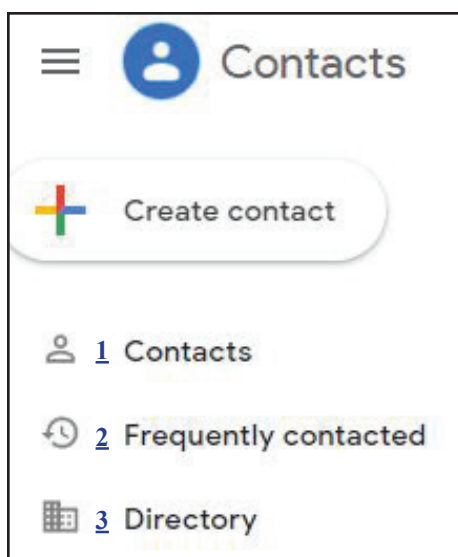 Contacts
Create contact
1 Contacts
2 Frequently contacted
3 Directory